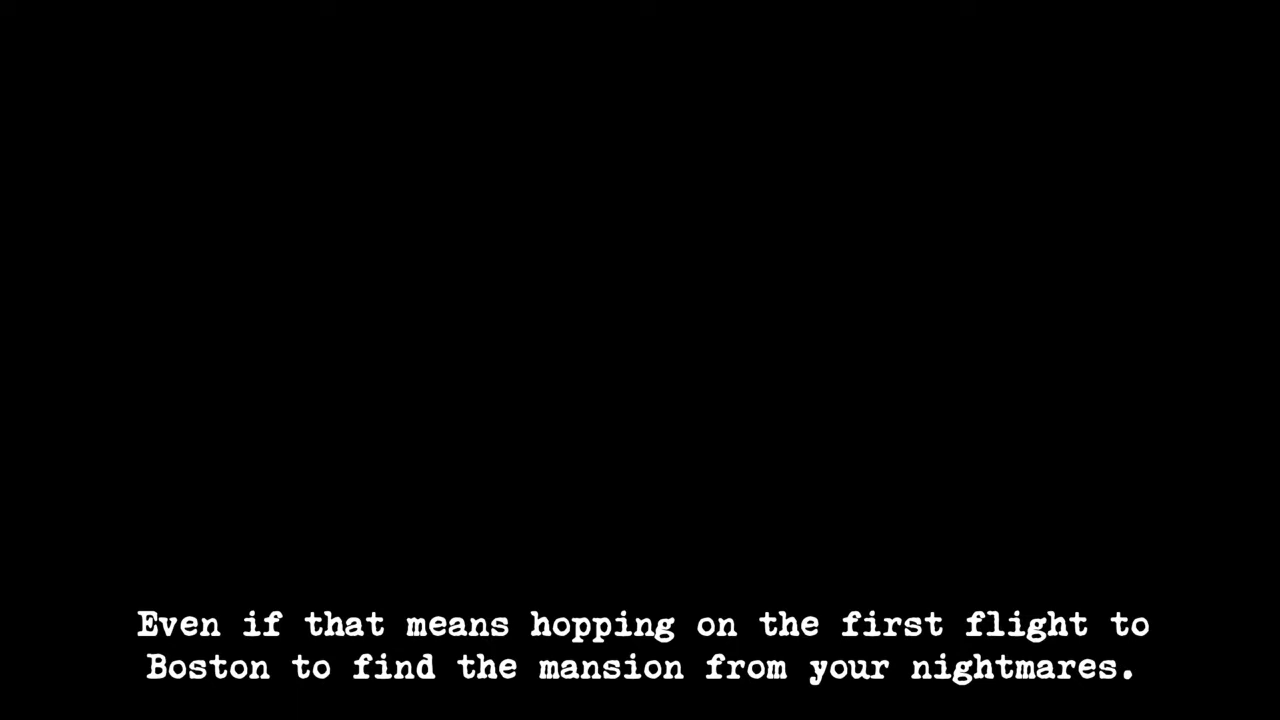 Even if that means hopping on the first flight to
Boston to find the mansion from your nightmares.